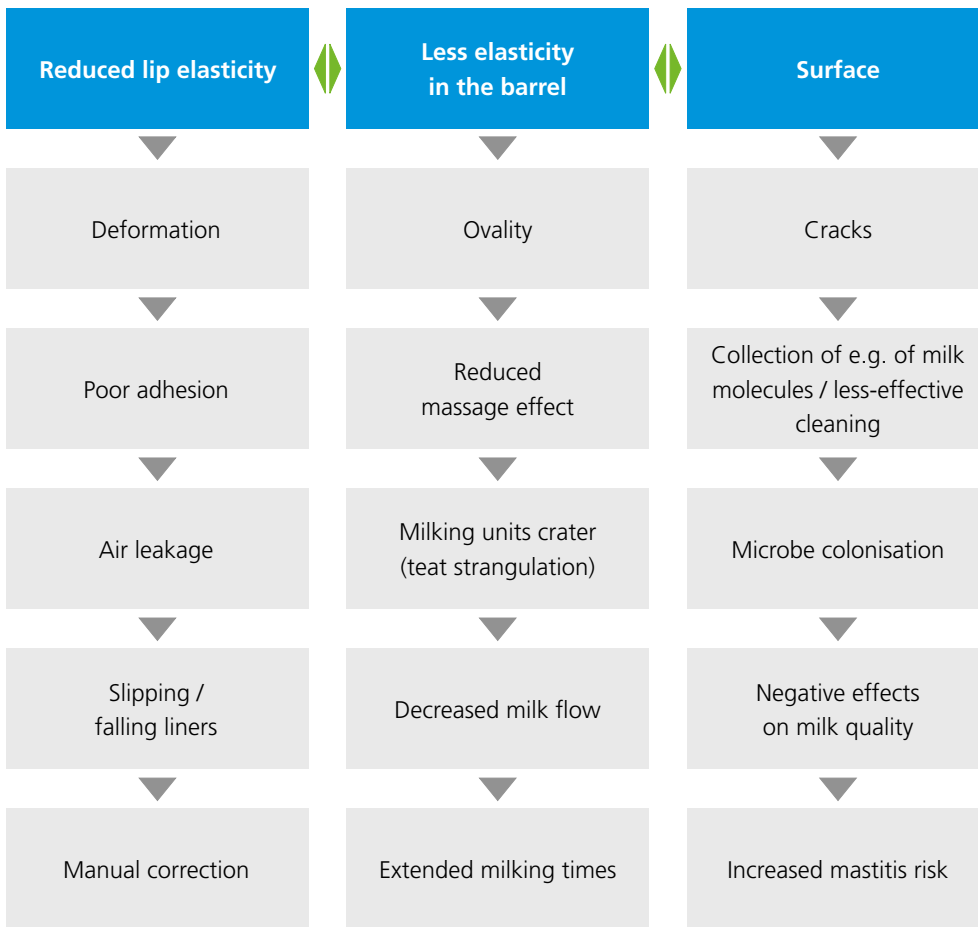 Reduced lip elasticity
Less elasticity
in the barrel
Surface
Deformation
Ovality
Cracks
Poor adhesion
Reduced
massage effect
Collection of e.g. of milk
molecules / less-effective
cleaning
Air leakage
Milking units crater
(teat strangulation)
Microbe colonisation
Slipping /
falling liners
Decreased milk flow
Negative effects
on milk quality
Manual correction
Extended milking times
Increased mastitis risk